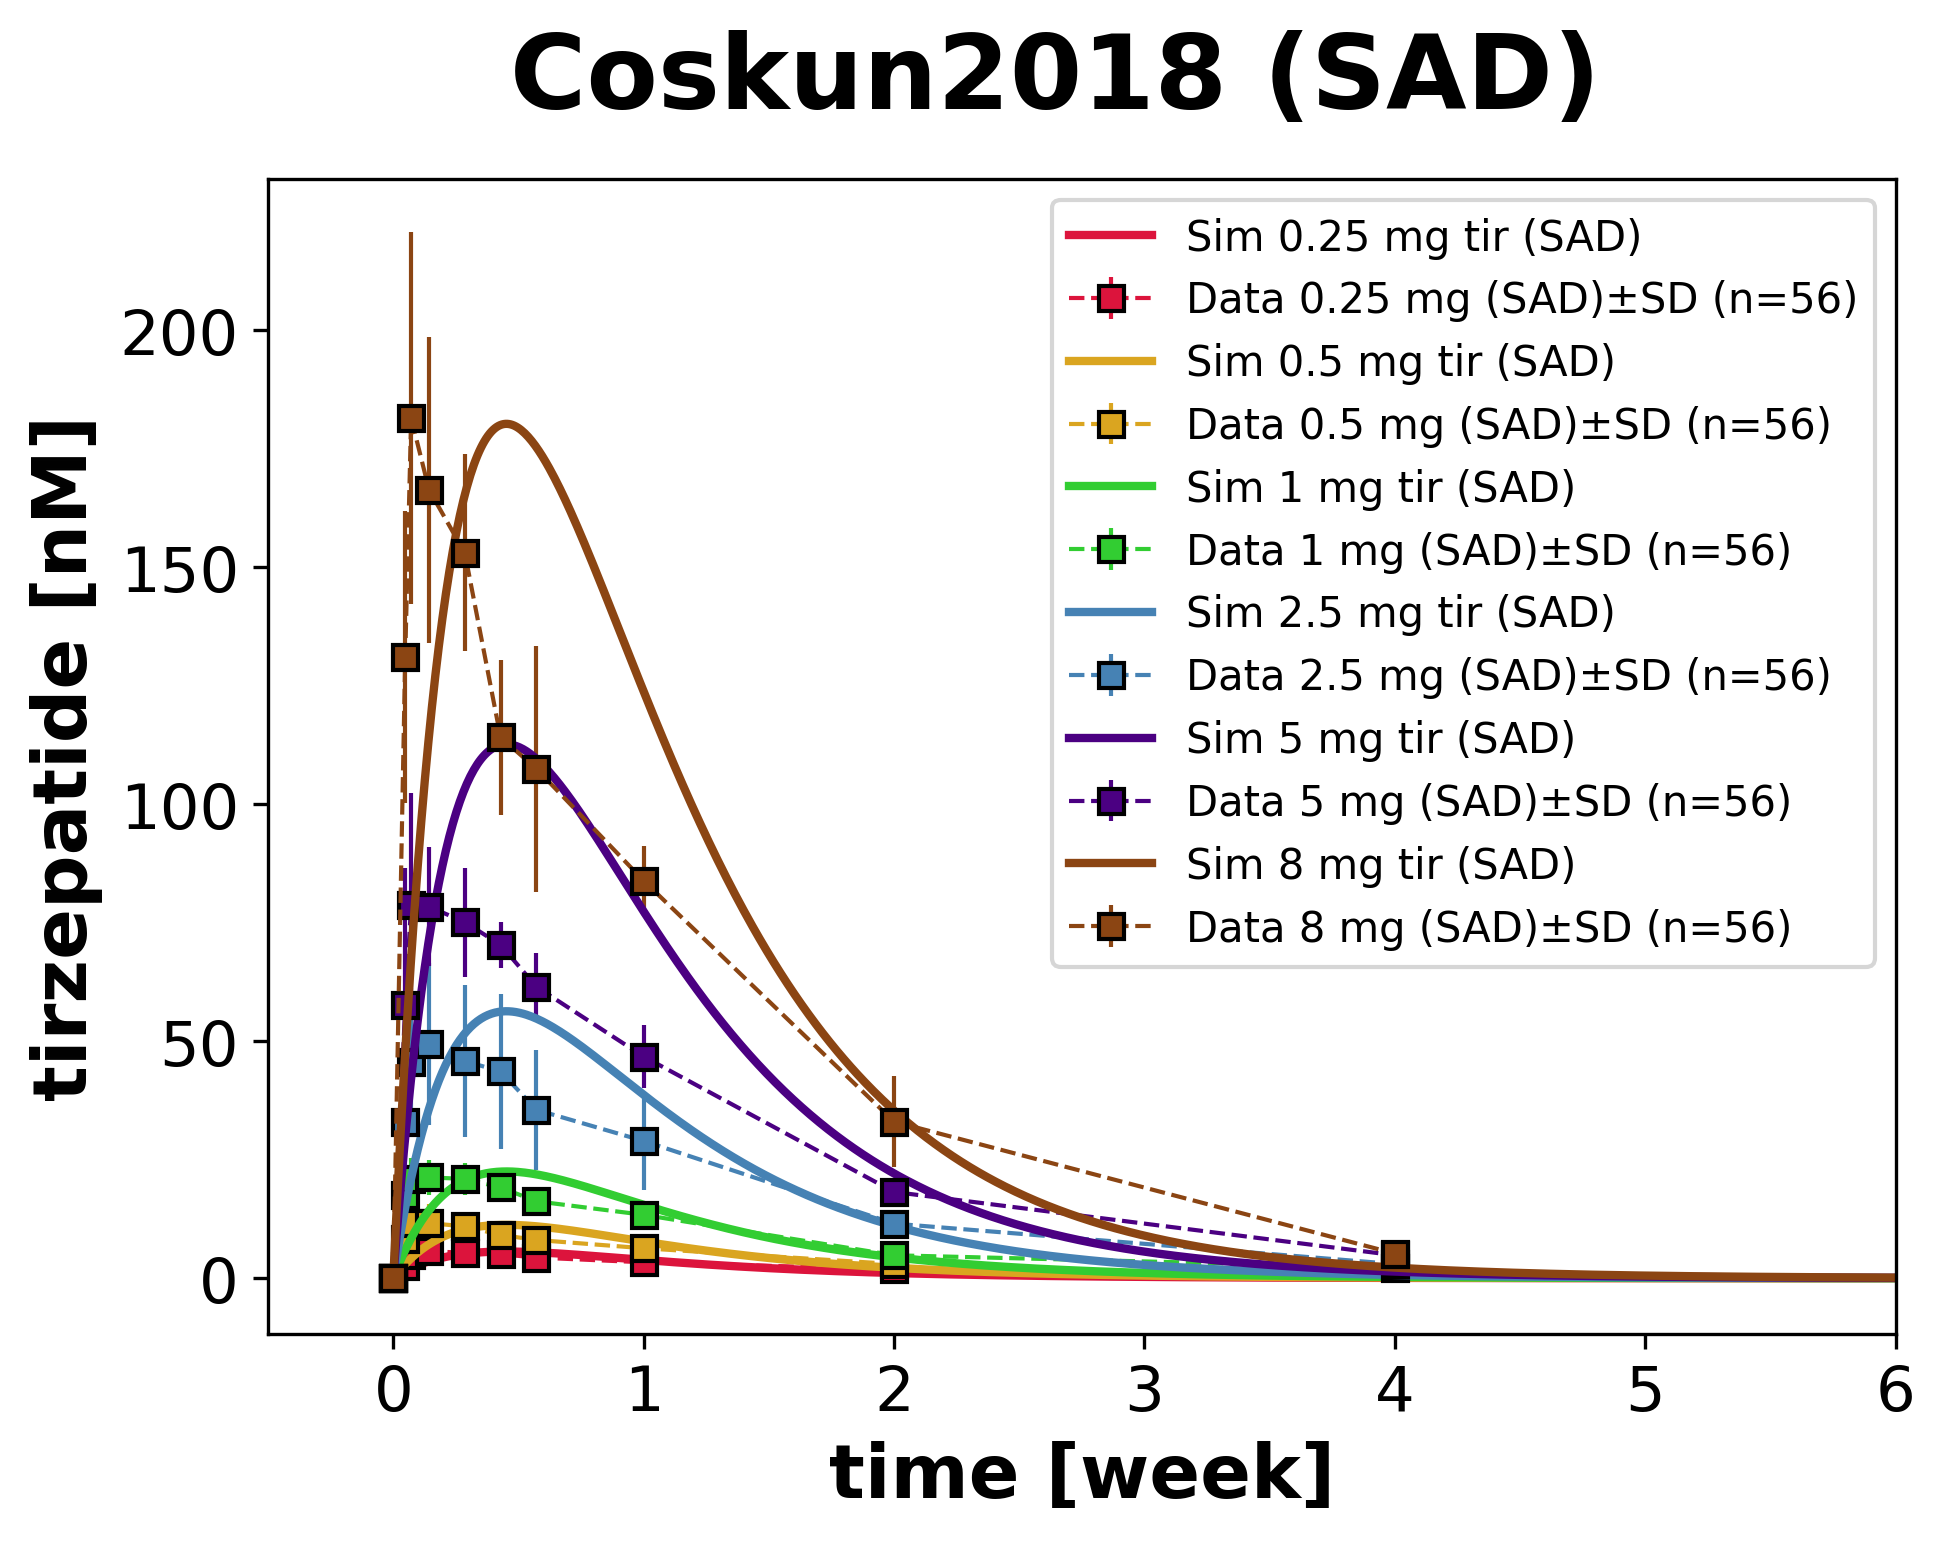 Coskun2018 (SAD)
tirzepatide [nM]
200
150
100
50
0
Sim 0.25 mg tir (SAD)
Data 0.25 mg (SAD)±SD (n=56)
Sim 0.5 mg tir (SAD)
Data 0.5 mg (SAD)±SD (n=56)
Sim 1 mg tir (SAD)
Data 1 mg (SAD)±SD (n=56)
Sim 2.5 mg tir (SAD)
Data 2.5 mg (SAD)±SD (n=56)
Sim 5 mg tir (SAD)
Data 5 mg (SAD)±SD (n=56)
Sim 8 mg tir (SAD)
Data 8 mg (SAD)±SD (n=56)
0 1 2 3 4 5 6
time [week]